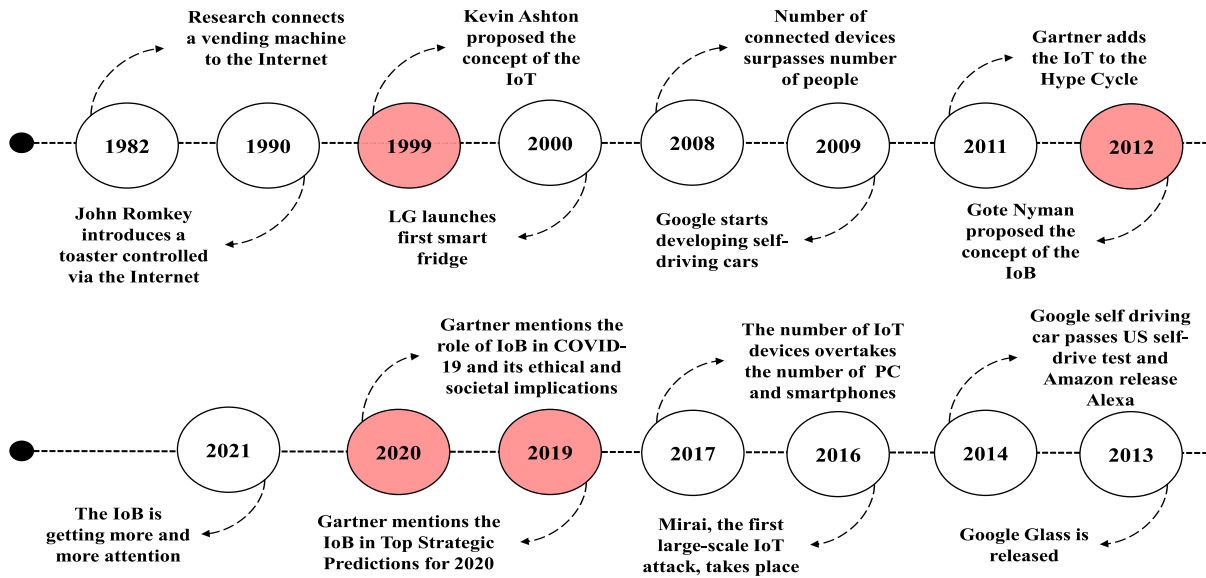 Research connects
a vending machine
to the Internet
Kevin Ashton
proposed the
concept of the
IoT
Number of
connected devices
surpasses number
of people
Gartner adds
the IoT to the
Hype Cycle
1982
1990
1999
2000
2008
2009
2011
2012
John Romkey
introduces a
toaster controlled
via the Internet
LG launches
first smart
fridge
Google starts
developing self-
driving cars
Gote Nyman
proposed the
concept of the
IoB
Gartner mentions the
role of IoB in COVID-
19 and its ethical and
societal implications
The number of IoT
devices overtakes
the number of PC
and smartphones
Google self driving
car passes US self-
drive test and
Amazon release
Alexa
2021
2020
2019
2017
2016
2014
2013
The IoB is
getting more and
more attention
Gartner mentions the
IoB in Top Strategic
Predictions for 2020
Mirai, the first
large-scale IoT
attack, takes place
Google Glass is
released